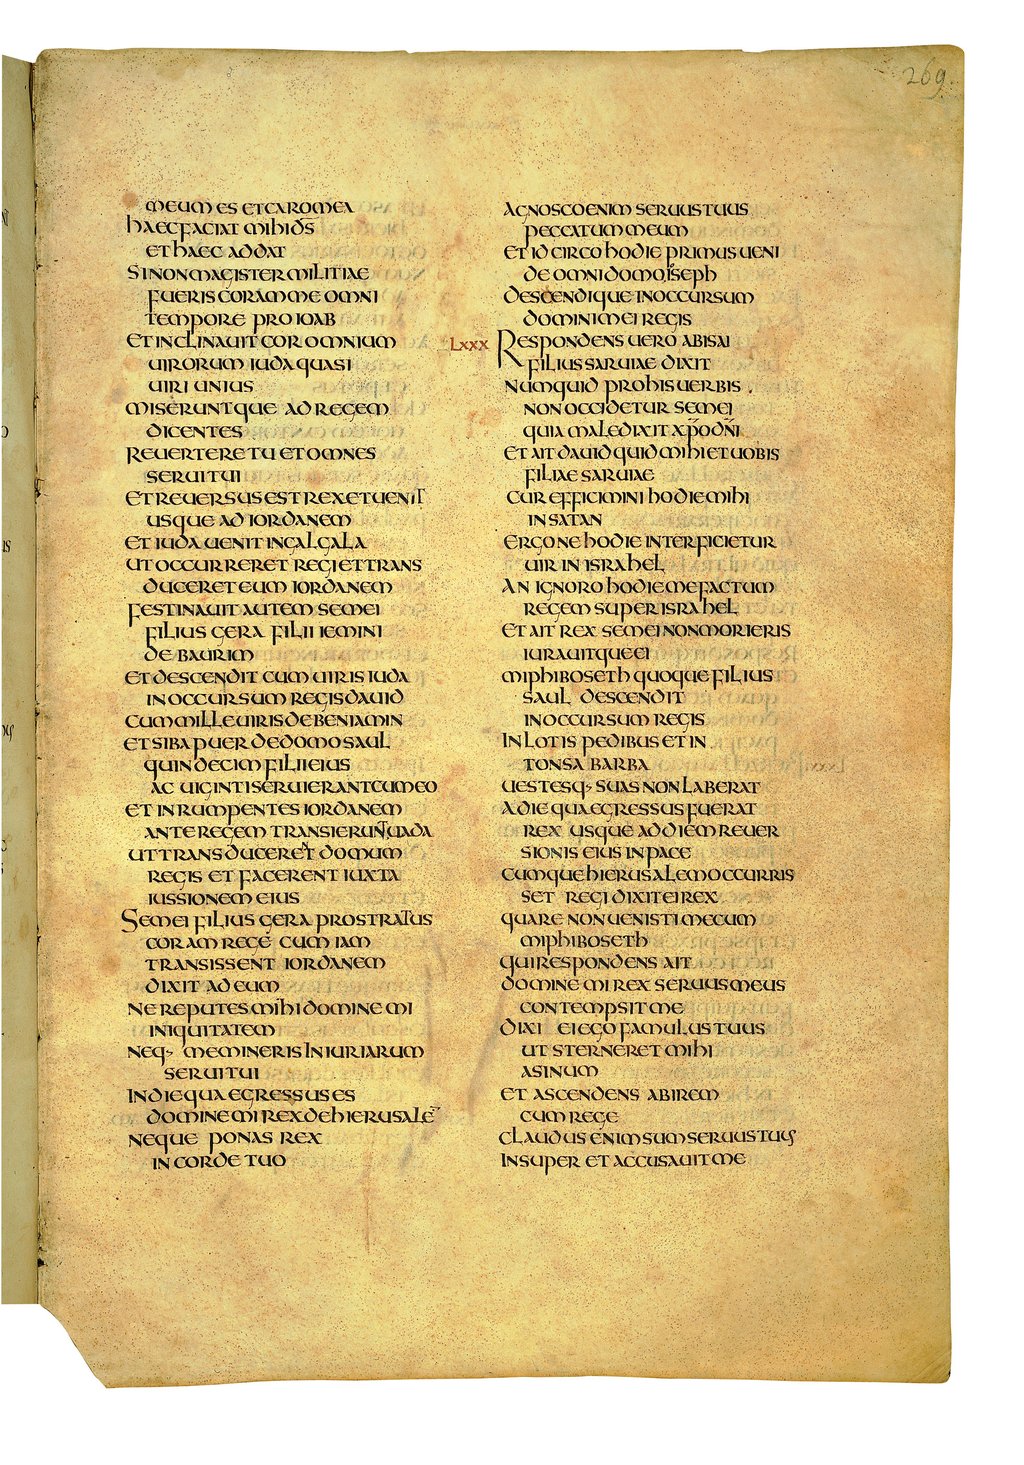 269
meum es et caro mea
haec faciat mihi ds̄
et haec addat
si non magister militiae
fueris coram me omni
tempore pro ioab
et inclinauit cor omnium
uirorum iuda quasi
uiri unius
miserunt que ad regem
dicentes
reuertere tu et omnes
serui tui
et reuersus est rex et uenit
usque ad iordanem
et iuda uenit in galgala
ut occurreret regi et trans
duceret eum iordanem
festinauit autem semei
filius gera filii iemini
de baurim
et descendit cum uiris iuda
in occursum regis dauid
cum mille uiris de beniamin
et siba puer de domo saul
quindecim filii eius
ac uiginti serui erant cum eo
et inrumpentes iordanem
ante regem transierunt uada
ut transduceret domum
regis et facerent iuxta
iussionem eius
Semei filius gera prostratus
coram rege cum iam
transissent iordanem
dixit ad eum
ne reputes mihi domine mi
iniquitatem
neq· memineris iniuriarum
serui tui
in die qua egressus es
domine mi rex de hierusalē
neque ponas rex
in corde tuo
agnosco enim seruus tuus
peccatum meum
et idcirco hodie primus ueni
de omni domo ioseph
descendi que in occursum
domini mei regis
lxxx Respondens uero abisai
filius saruiae dixit
numquid pro his uerbis
non occidetur semei
quia maledixit xp̄o dn̄i
et ait dauid quid mihi et uobis
filiae saruiae
cur efficimini hodie mihi
in satan
ergo ne hodie interficietur
uir in israhel
an ignoro hodie me factum
regem super israhel
et ait rex semei non morieris
iurauitque ei
miphiboseth quoque filius
saul descendit
in occursum regis
inlotis pedibus et in
tonsa barba
uestesq· suas non laberat
a die qua egressus fuerat
rex usque ad diem reuer
sionis eius in pace
cumque hierusalem occurris
set regi dixit ei rex
quare non uenisti mecum
miphiboseth
qui respondens ait
domine mi rex seruus meus
contempsit me
dixi ei ego famulus tuus
ut sterneret mihi
asinum
et ascendens abirem
cum rege
claudus enim sum seruus tuus
insuper et accusauit me